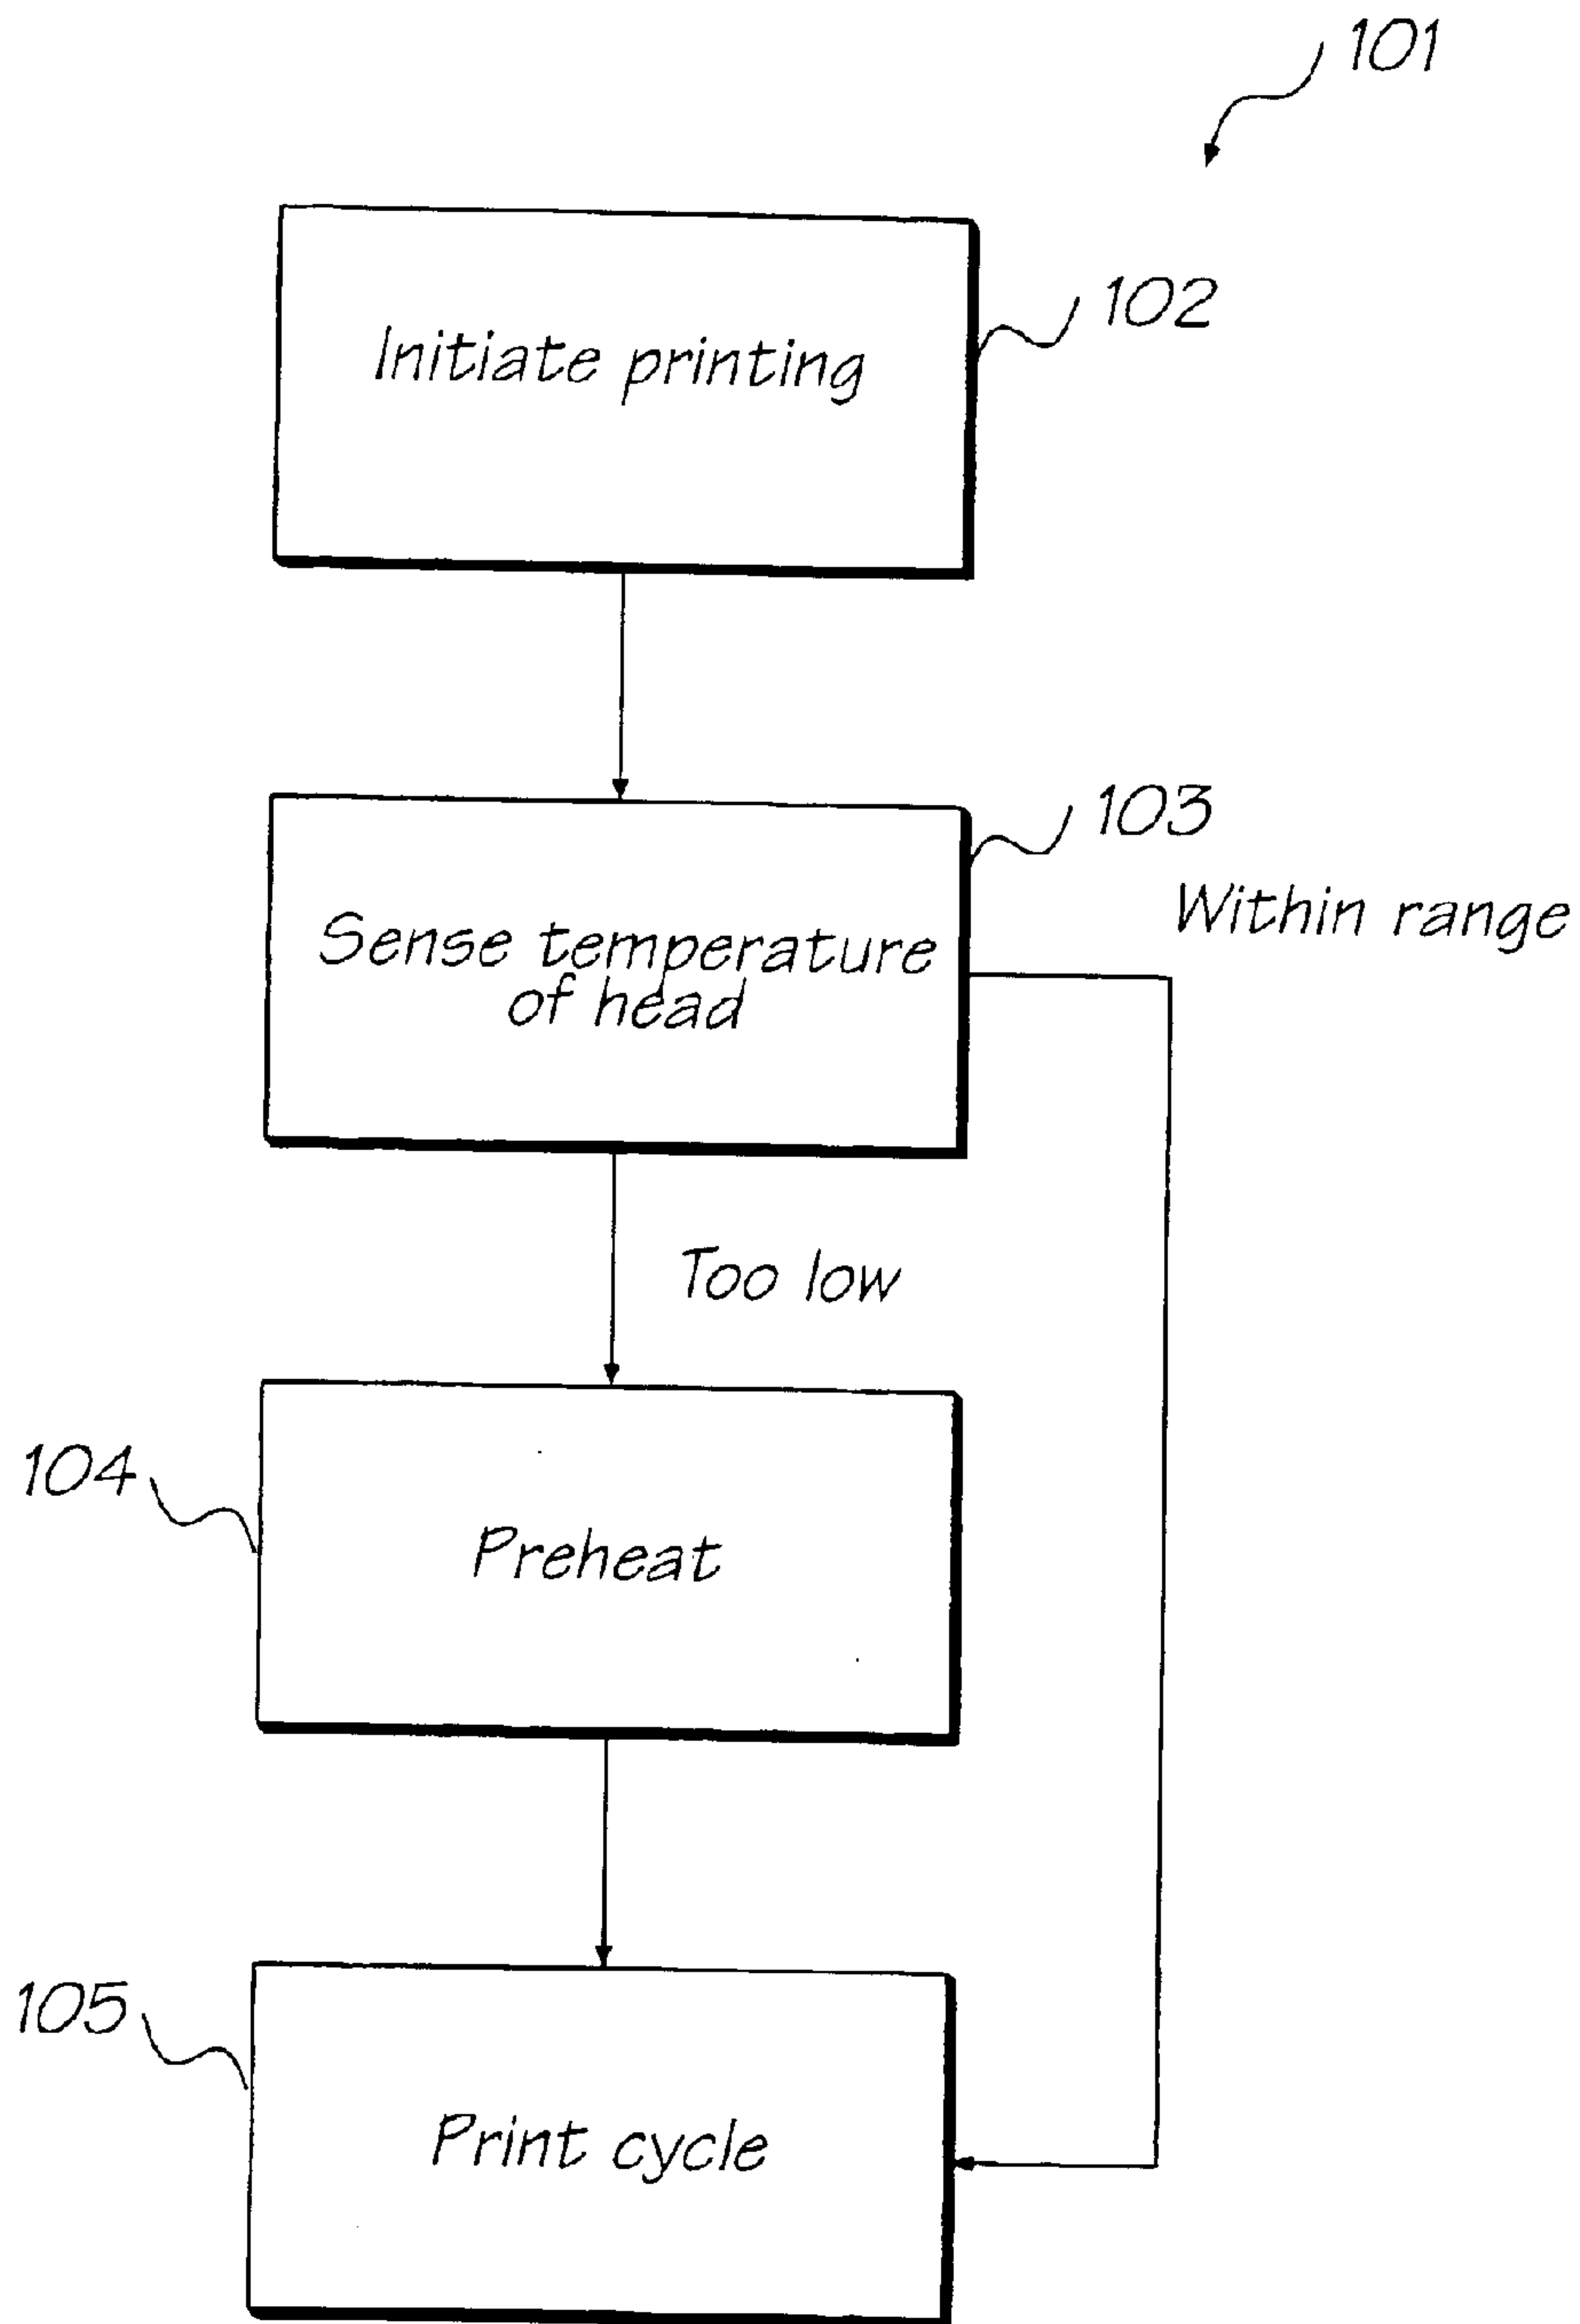 101
Initiate printing
102
103
Within range
Sense temperature
of head
Too low
104
Preheat
105
Print cycle